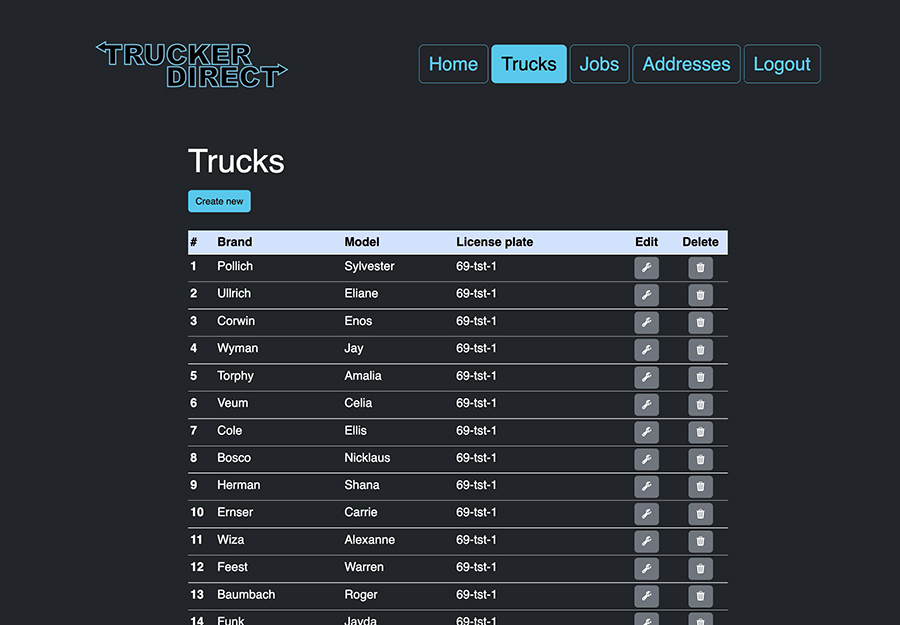 TRUCKER
DIRECT
Home Trucks Jobs Addresses Logout
Trucks
Create new
# Brand Model License plate Edit Delete
1 Pollich Sylvester 69-tst-1
2 Ullrich Eliane 69-tst-1
3 Corwin Enos 69-tst-1
4 Wyman Jay 69-tst-1
5 Torphy Amalia 69-tst-1
6 Veum Celia 69-tst-1
7 Cole Ellis 69-tst-1
8 Bosco Nicklaus 69-tst-1
9 Herman Shana 69-tst-1
10 Ernser Carrie 69-tst-1
11 Wiza Alexanne 69-tst-1
12 Feest Warren 69-tst-1
13 Baumbach Roger 69-tst-1
14 Funk Jayda 69-tst-1